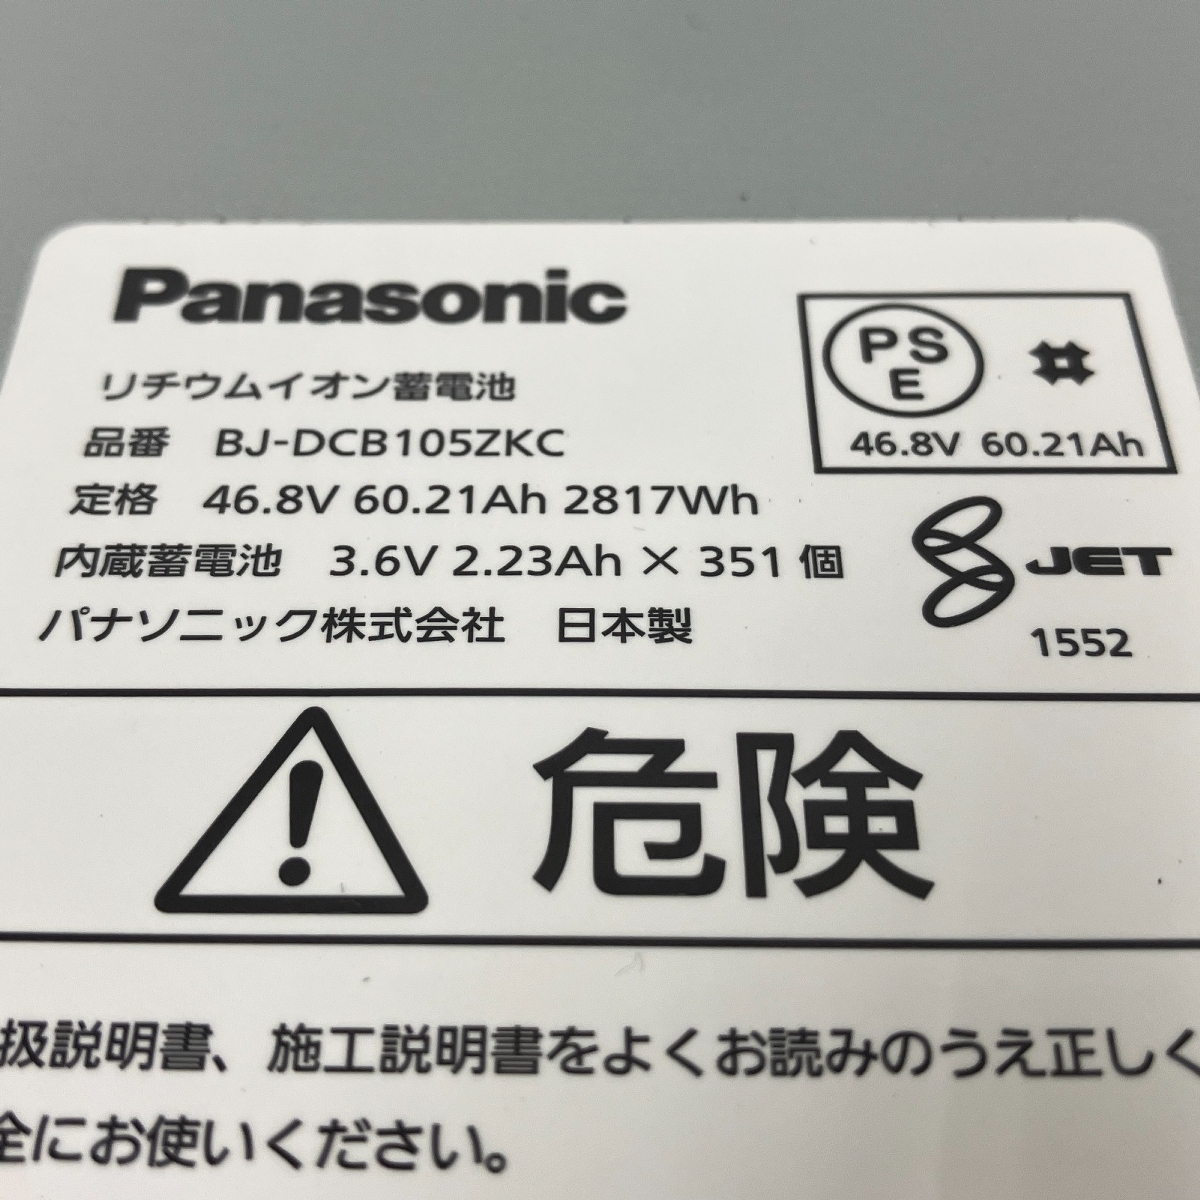 Panasonic
リチウムイオン蓄電池
品番 BJ-DCB105ZKC
定格 46.8V 60.21Ah 2817Wh
内蔵蓄電池 3.6V 2.23Ah × 351 個
パナソニック株式会社 日本製
PS
E
46.8V 60.21Ah
JET
1552
危険
扱説明書、施工説明書をよくお読みのうえ正しく
全にお使いください。